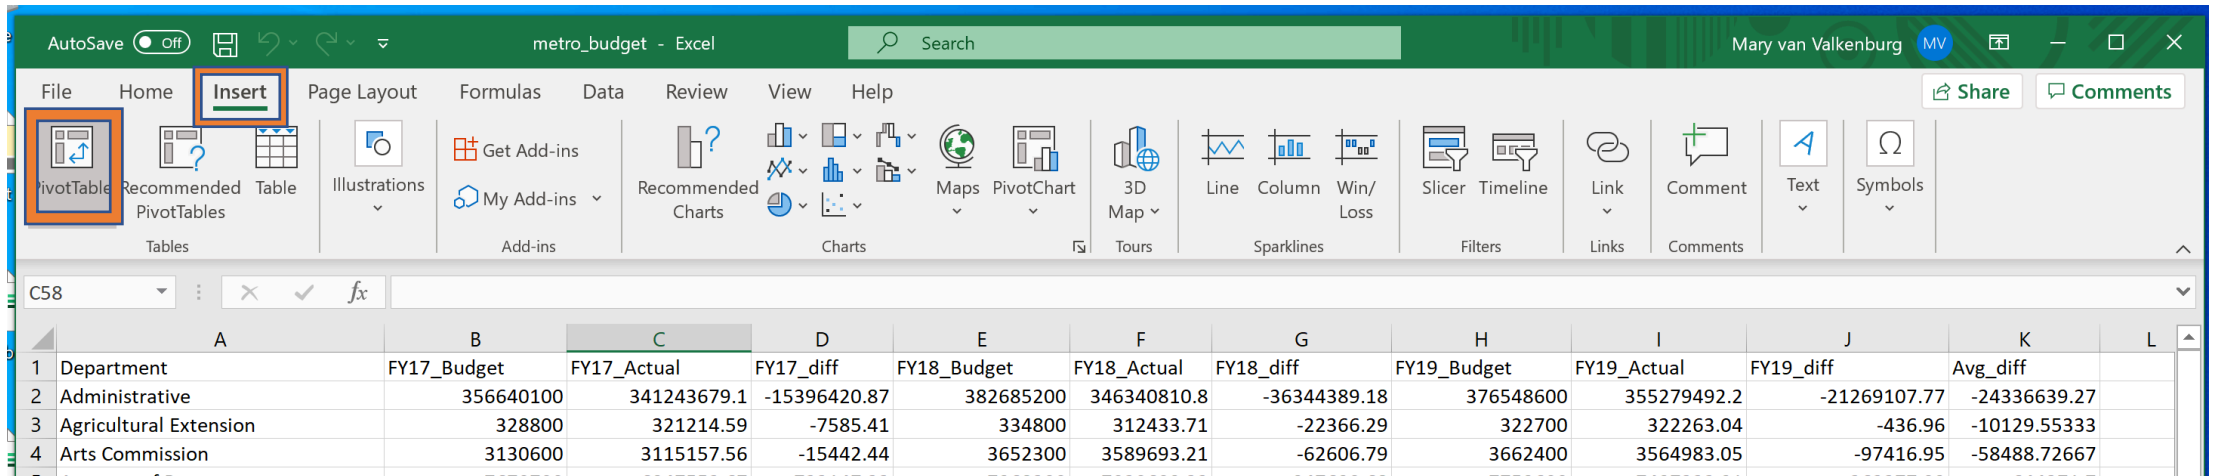 AutoSave Off metro_budget - Excel Search Mary van Valkenburg MV
File Home Insert Page Layout Formulas Data Review View Help Share Comments
PivotTable Recommended PivotTables Table Illustrations Get Add-ins My Add-ins Recommended Charts Maps PivotChart 3D Map Line Column Win/Loss Slicer Timeline Link Comment Text Symbols
Tables Add-ins Charts Tours Sparklines Filters Links Comments
C58 fx
A B C D E F G H I J K L
1 Department FY17_Budget FY17_Actual FY17_diff FY18_Budget FY18_Actual FY18_diff FY19_Budget FY19_Actual FY19_diff Avg_diff
2 Administrative 356640100 341243679.1 -15396420.87 382685200 346340810.8 -36344389.18 376548600 355279492.2 -21269107.77 -24336639.27
3 Agricultural Extension 328800 321214.59 -7585.41 334800 312433.71 -22366.29 322700 322263.04 -436.96 -10129.55333
4 Arts Commission 3130600 3115157.56 -15442.44 3652300 3589693.21 -62606.79 3662400 3564983.05 -97416.95 -58488.72667